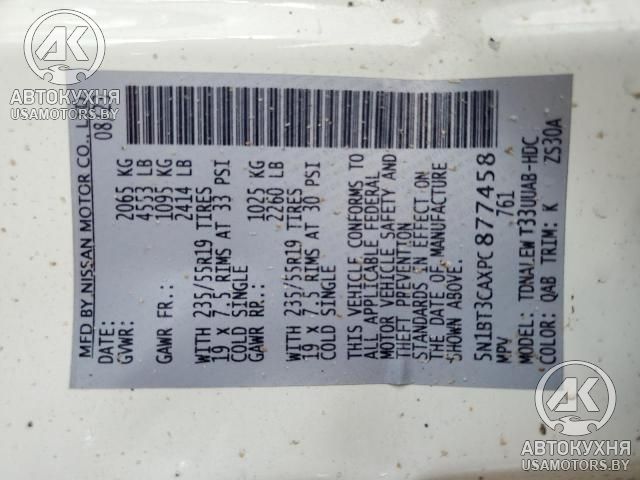 MFD BY NISSAN MOTOR CO., LTD.
DATE: 08
GVWR: 2065 KG
4553 LB
GAWR FR.: 1095 KG
2414 LB
WITH 235/55R19 TIRES
19 X 7.5 RIMS AT 33 PSI
COLD SINGLE
GAWR RR.: 1025 KG
2260 LB
WITH 235/55R19 TIRES
19 X 7.5 RIMS AT 30 PSI
COLD SINGLE
THIS VEHICLE CONFORMS TO
ALL APPLICABLE FEDERAL
MOTOR VEHICLE SAFETY AND
THEFT PREVENTION
STANDARDS IN EFFECT ON
THE DATE OF MANUFACTURE
SHOWN ABOVE.
5N1BT3CAXPC877458
MPV 761
MODEL: TDNALEW T33UUAB-HDC
COLOR: QAB TRIM: K ZS30A
АК
АВТОКУХНЯ
USAMOTORS.BY
АК
АВТОКУХНЯ
USAMOTORS.BY